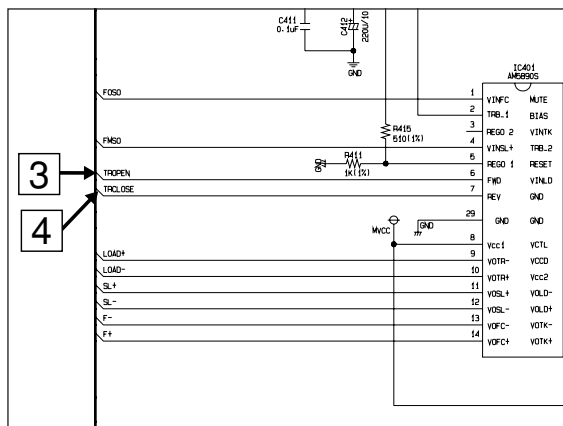 C411
0.1uF
C412
220U/10
GND
IC401
AM5890S
FOSO
1
VINFC
MUTE
2
TRB_1
BIAS
3
REGO 2
VINTK
R415
510(1%)
FMSO
4
VINSL+
TRB_2
GND
R411
1K(1%)
5
REGO 1
RESET
3
TROPEN
6
FWD
VINLD
4
TRCLOSE
7
REV
GND
29
GND
GND
GND
MVCC
8
Vcc1
VCTL
LOAD+
9
VOTR-
VCCD
LOAD-
10
VOTR+
Vcc2
SL+
11
VOSL+
VOLD-
SL-
12
VOSL-
VOLD+
F-
13
VOFC-
VOTK-
F+
14
VOFC+
VOTK+